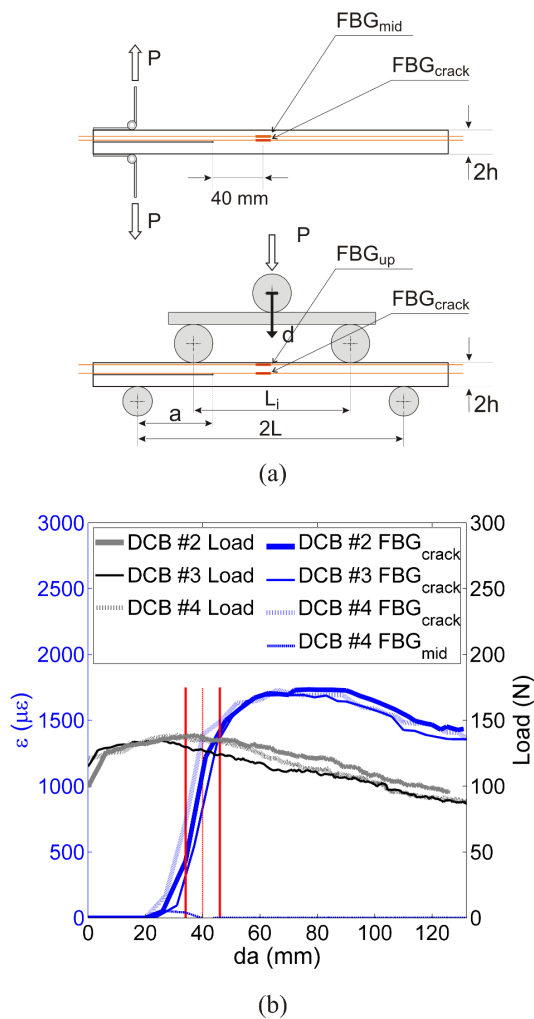 FBGmid
P
FBGcrack
40 mm
2h
P
P
FBGup
FBGcrack
d
Li
a
2h
2L
(a)
3000 300
DCB #2 Load DCB #2 FBGcrack
2500 250
DCB #3 Load DCB #3 FBGcrack
DCB #4 Load DCB #4 FBGcrack
2000 200
DCB #4 FBGmid
ε (με)
1500 150
Load (N)
1000 100
500 50
0 0
0 20 40 60 80 100 120
da (mm)
(b)